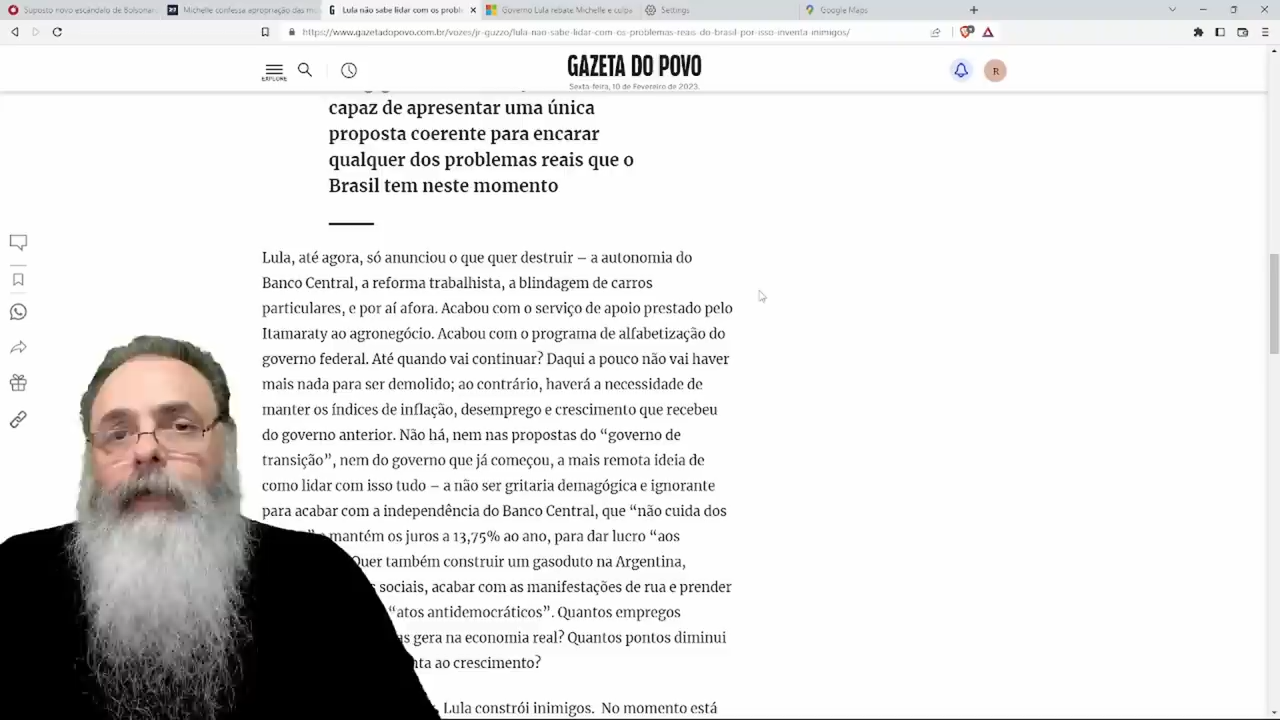 Suposto novo escândalo de Bolsonar
Michelle confessa apropriação das m
Lula não sabe lidar com os proble
Governo Lula rebate Michelle e culpa
Settings
Google Maps
https://www.gazetadopovo.com.br/vozes/jr-guzzo/lula-nao-sabe-lidar-com-os-problemas-reais-do-brasil-por-isso-inventa-inimigos/
EXPLORE
GAZETA DO POVO
Sexta-feira, 10 de Fevereiro de 2023.
R
capaz de apresentar uma única
proposta coerente para encarar
qualquer dos problemas reais que o
Brasil tem neste momento
Lula, até agora, só anunciou o que quer destruir – a autonomia do
Banco Central, a reforma trabalhista, a blindagem de carros
particulares, e por aí afora. Acabou com o serviço de apoio prestado pelo
Itamaraty ao agronegócio. Acabou com o programa de alfabetização do
governo federal. Até quando vai continuar? Daqui a pouco não vai haver
mais nada para ser demolido; ao contrário, haverá a necessidade de
manter os índices de inflação, desemprego e crescimento que recebeu
do governo anterior. Não há, nem nas propostas do “governo de
transição”, nem do governo que já começou, a mais remota ideia de
como lidar com isso tudo – a não ser gritaria demagógica e ignorante
para acabar com a independência do Banco Central, que “não cuida dos
mantém os juros a 13,75% ao ano, para dar lucro “aos
Quer também construir um gasoduto na Argentina,
sociais, acabar com as manifestações de rua e prender
“atos antidemocráticos”. Quantos empregos
gera na economia real? Quantos pontos diminui
ao crescimento?
Lula constrói inimigos. No momento está